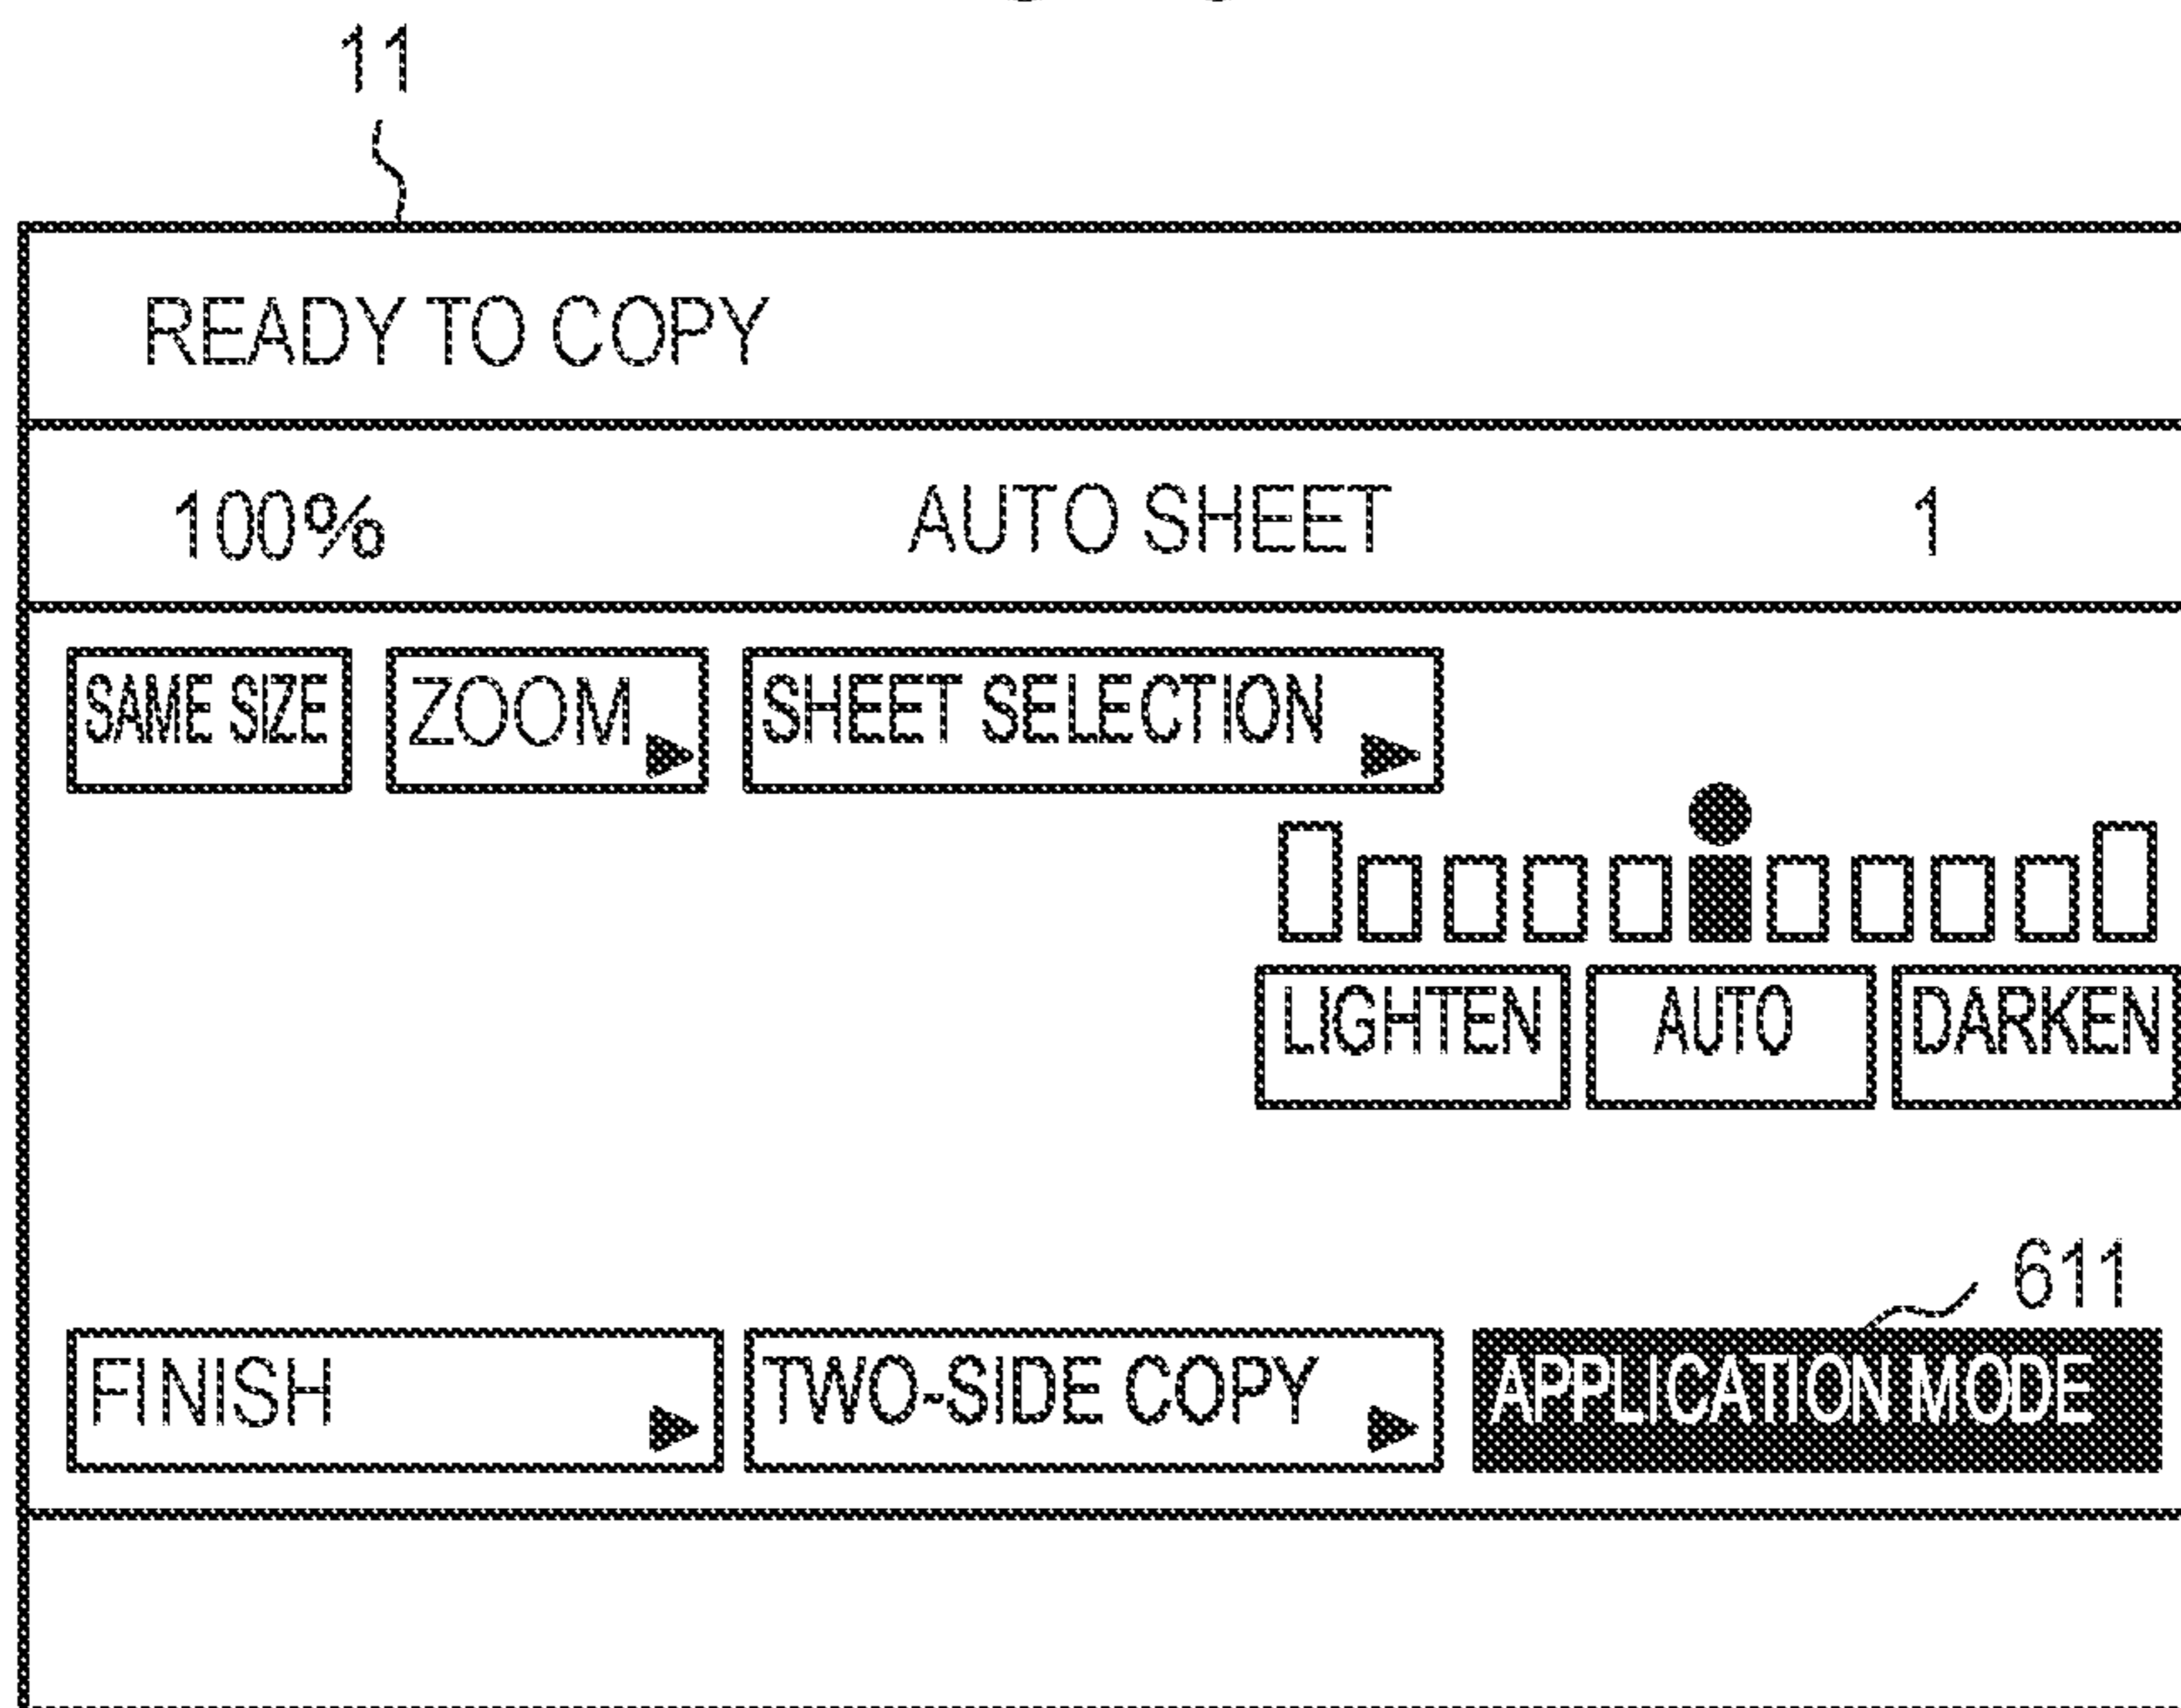 11
READY TO COPY
100% AUTO SHEET 1
SAME SIZE ZOOM SHEET SELECTION
LIGHTEN AUTO DARKEN
611
FINISH TWO-SIDE COPY APPLICATION MODE